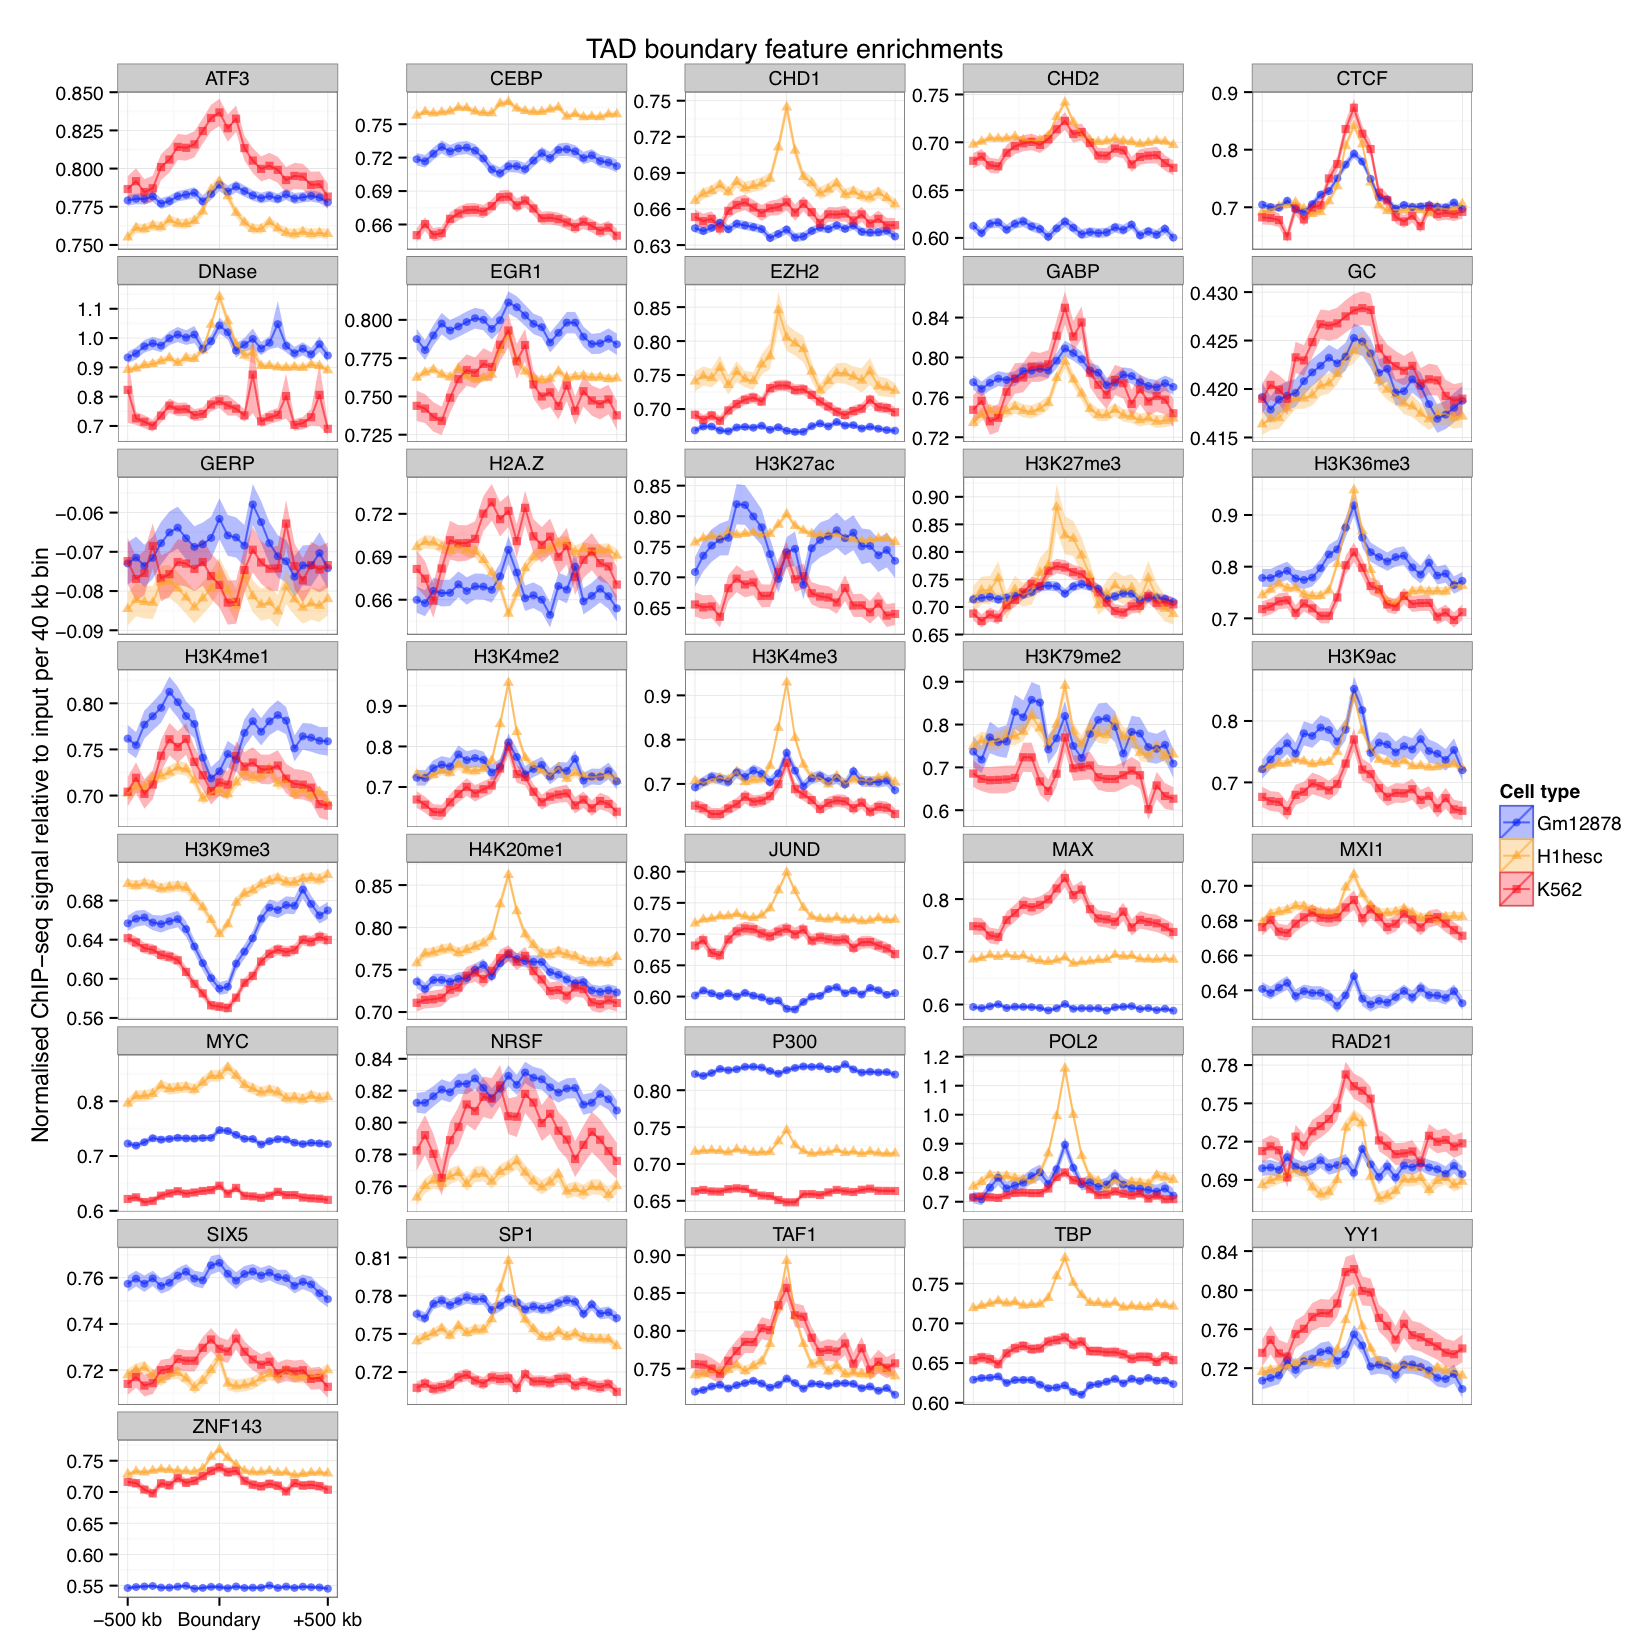 TAD boundary feature enrichments
ATF3 CEBP CHD1 CHD2 CTCF
0.850 0.825 0.800 0.775 0.750
0.75 0.72 0.69 0.66
0.75 0.72 0.69 0.66 0.63
0.75 0.70 0.65 0.60
0.9 0.8 0.7
DNase EGR1 EZH2 GABP GC
1.1 1.0 0.9 0.8 0.7
0.800 0.775 0.750 0.725
0.85 0.80 0.75 0.70
0.84 0.80 0.76 0.72
0.430 0.425 0.420 0.415
GERP H2A.Z H3K27ac H3K27me3 H3K36me3
−0.06 −0.07 −0.08 −0.09
0.72 0.69 0.66
0.85 0.80 0.75 0.70 0.65
0.90 0.85 0.80 0.75 0.70 0.65
0.9 0.8 0.7
Normalised ChIP−seq signal relative to input per 40 kb bin
H3K4me1 H3K4me2 H3K4me3 H3K79me2 H3K9ac
0.80 0.75 0.70
0.9 0.8 0.7
0.9 0.8 0.7
0.9 0.8 0.7 0.6
0.8 0.7
Cell type
Gm12878
H1hesc
K562
H3K9me3 H4K20me1 JUND MAX MXI1
0.68 0.64 0.60 0.56
0.85 0.80 0.75 0.70
0.80 0.75 0.70 0.65 0.60
0.8 0.7 0.6
0.70 0.68 0.66 0.64
MYC NRSF P300 POL2 RAD21
0.8 0.7 0.6
0.84 0.82 0.80 0.78 0.76
0.80 0.75 0.70 0.65
1.2 1.1 1.0 0.9 0.8 0.7
0.78 0.75 0.72 0.69
SIX5 SP1 TAF1 TBP YY1
0.76 0.74 0.72
0.81 0.78 0.75 0.72
0.90 0.85 0.80 0.75
0.75 0.70 0.65 0.60
0.84 0.80 0.76 0.72
ZNF143
0.75 0.70 0.65 0.60 0.55
−500 kb Boundary +500 kb